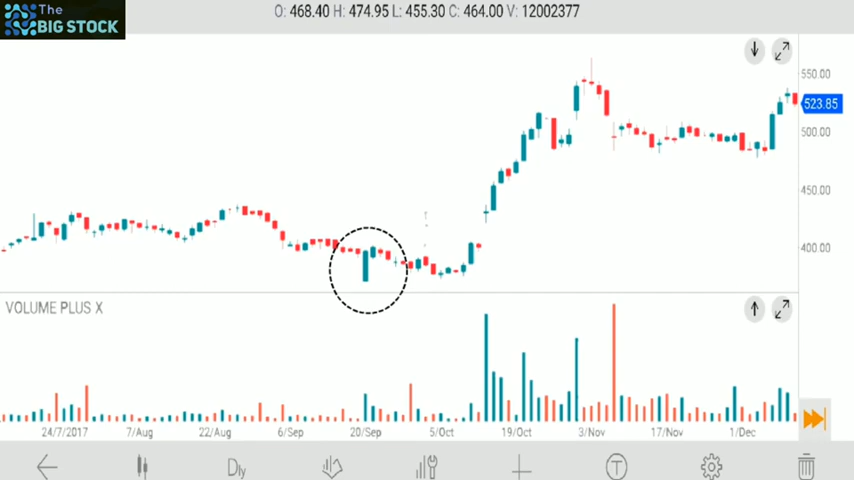 The
BIG STOCK
O: 468.40 H: 474.95 L: 455.30 C: 464.00 V: 12002377
550.00
523.85
500.00
450.00
400.00
VOLUME PLUS X
24/7/2017 7/Aug 22/Aug 6/Sep 20/Sep 5/Oct 19/Oct 3/Nov 17/Nov 1/Dec
Dly
T